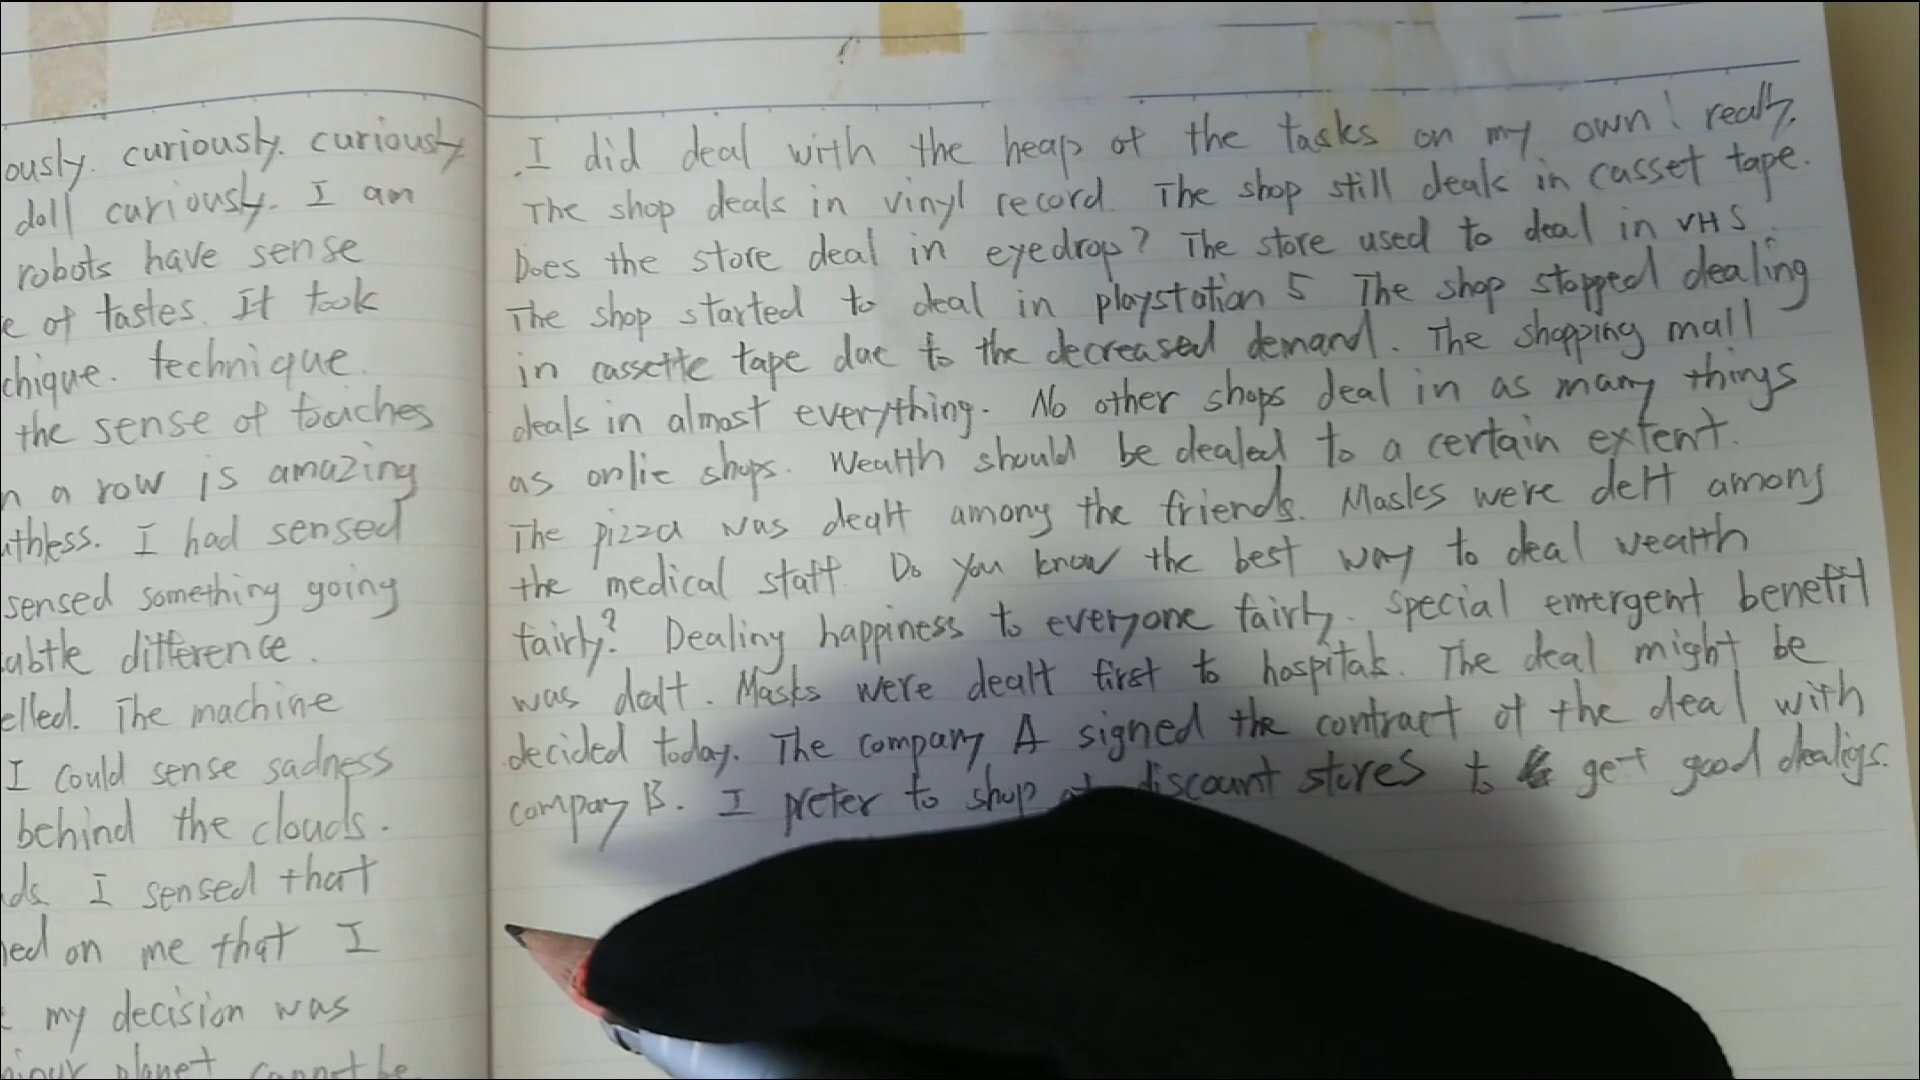 ously. curiously. curiously
doll curiously. I am
robots have sense
e of tastes. It took
chique. technique.
the sense of touches
n a row is amazing
thless. I had sensed
sensed something going
subtle difference.
elled. The machine
I could sense sadness
behind the clouds.
ds. I sensed that
ed on me that I
my decision was
planet cannot be
I did deal with the heap of the tasks on my own! really.
The shop deals in vinyl record. The shop still deals in casset tape.
Does the store deal in eyedrop? The store used to deal in VHS.
The shop started to deal in playstation 5 The shop stopped dealing
in cassette tape due to the decreased demand. The shopping mall
deals in almost everything. No other shops deal in as many things
as onlie shops. Wealth should be dealed to a certain extent.
The pizza was dealt among the friends. Masks were delt among
the medical staff. Do you know the best way to deal wealth
fairly? Dealing happiness to everyone fairly. Special emergent benefit
was dealt. Masks were dealt first to hospitals. The deal might be
decided today. The company A signed the contract of the deal with
compony B. I prefer to shop at discount stores to get good dealigs.